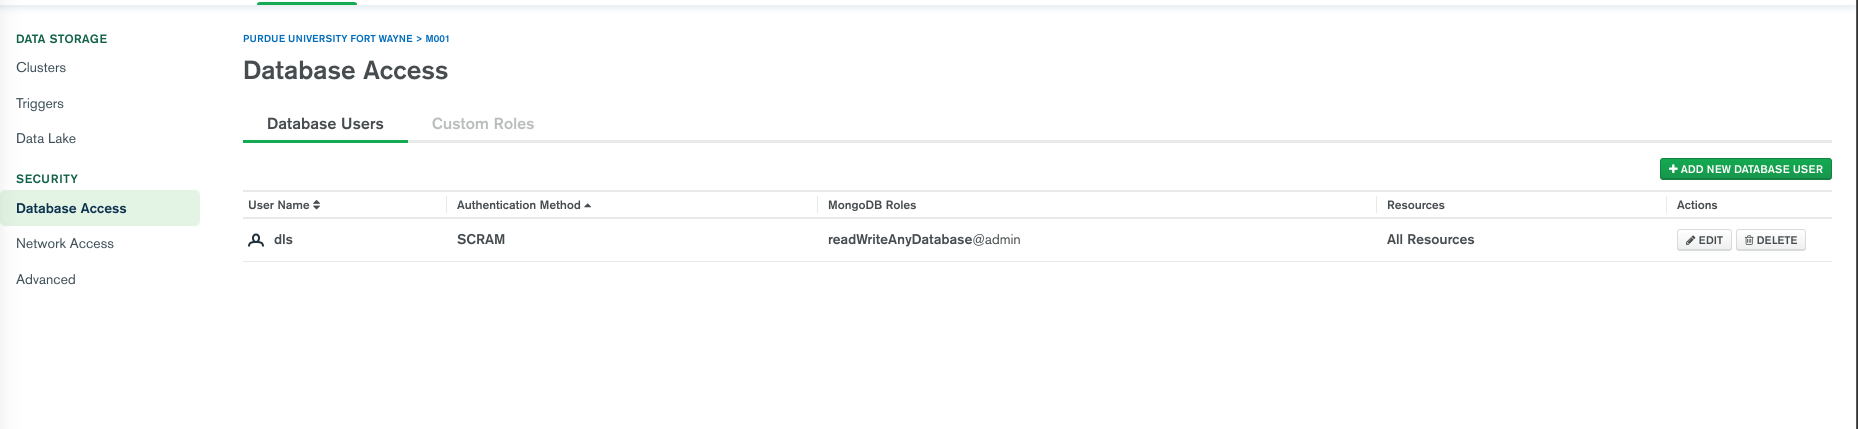 DATA STORAGE
Clusters
Triggers
Data Lake
SECURITY
Database Access
Network Access
Advanced
PURDUE UNIVERSITY FORT WAYNE > M001
Database Access
Database Users Custom Roles
ADD NEW DATABASE USER
User Name Authentication Method MongoDB Roles Resources Actions
dls SCRAM readWriteAnyDatabase@admin All Resources EDIT DELETE